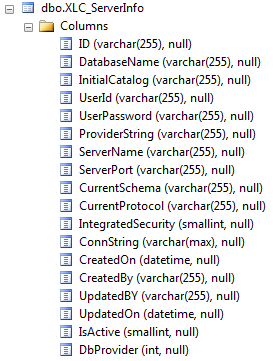 dbo.XLC_ServerInfo
Columns
ID (varchar(255), null)
DatabaseName (varchar(255), null)
InitialCatalog (varchar(255), null)
UserId (varchar(255), null)
UserPassword (varchar(255), null)
ProviderString (varchar(255), null)
ServerName (varchar(255), null)
ServerPort (varchar(255), null)
CurrentSchema (varchar(255), null)
CurrentProtocol (varchar(255), null)
IntegratedSecurity (smallint, null)
ConnString (varchar(max), null)
CreatedOn (datetime, null)
CreatedBy (varchar(255), null)
UpdatedBY (varchar(255), null)
UpdatedOn (datetime, null)
IsActive (smallint, null)
DbProvider (int, null)